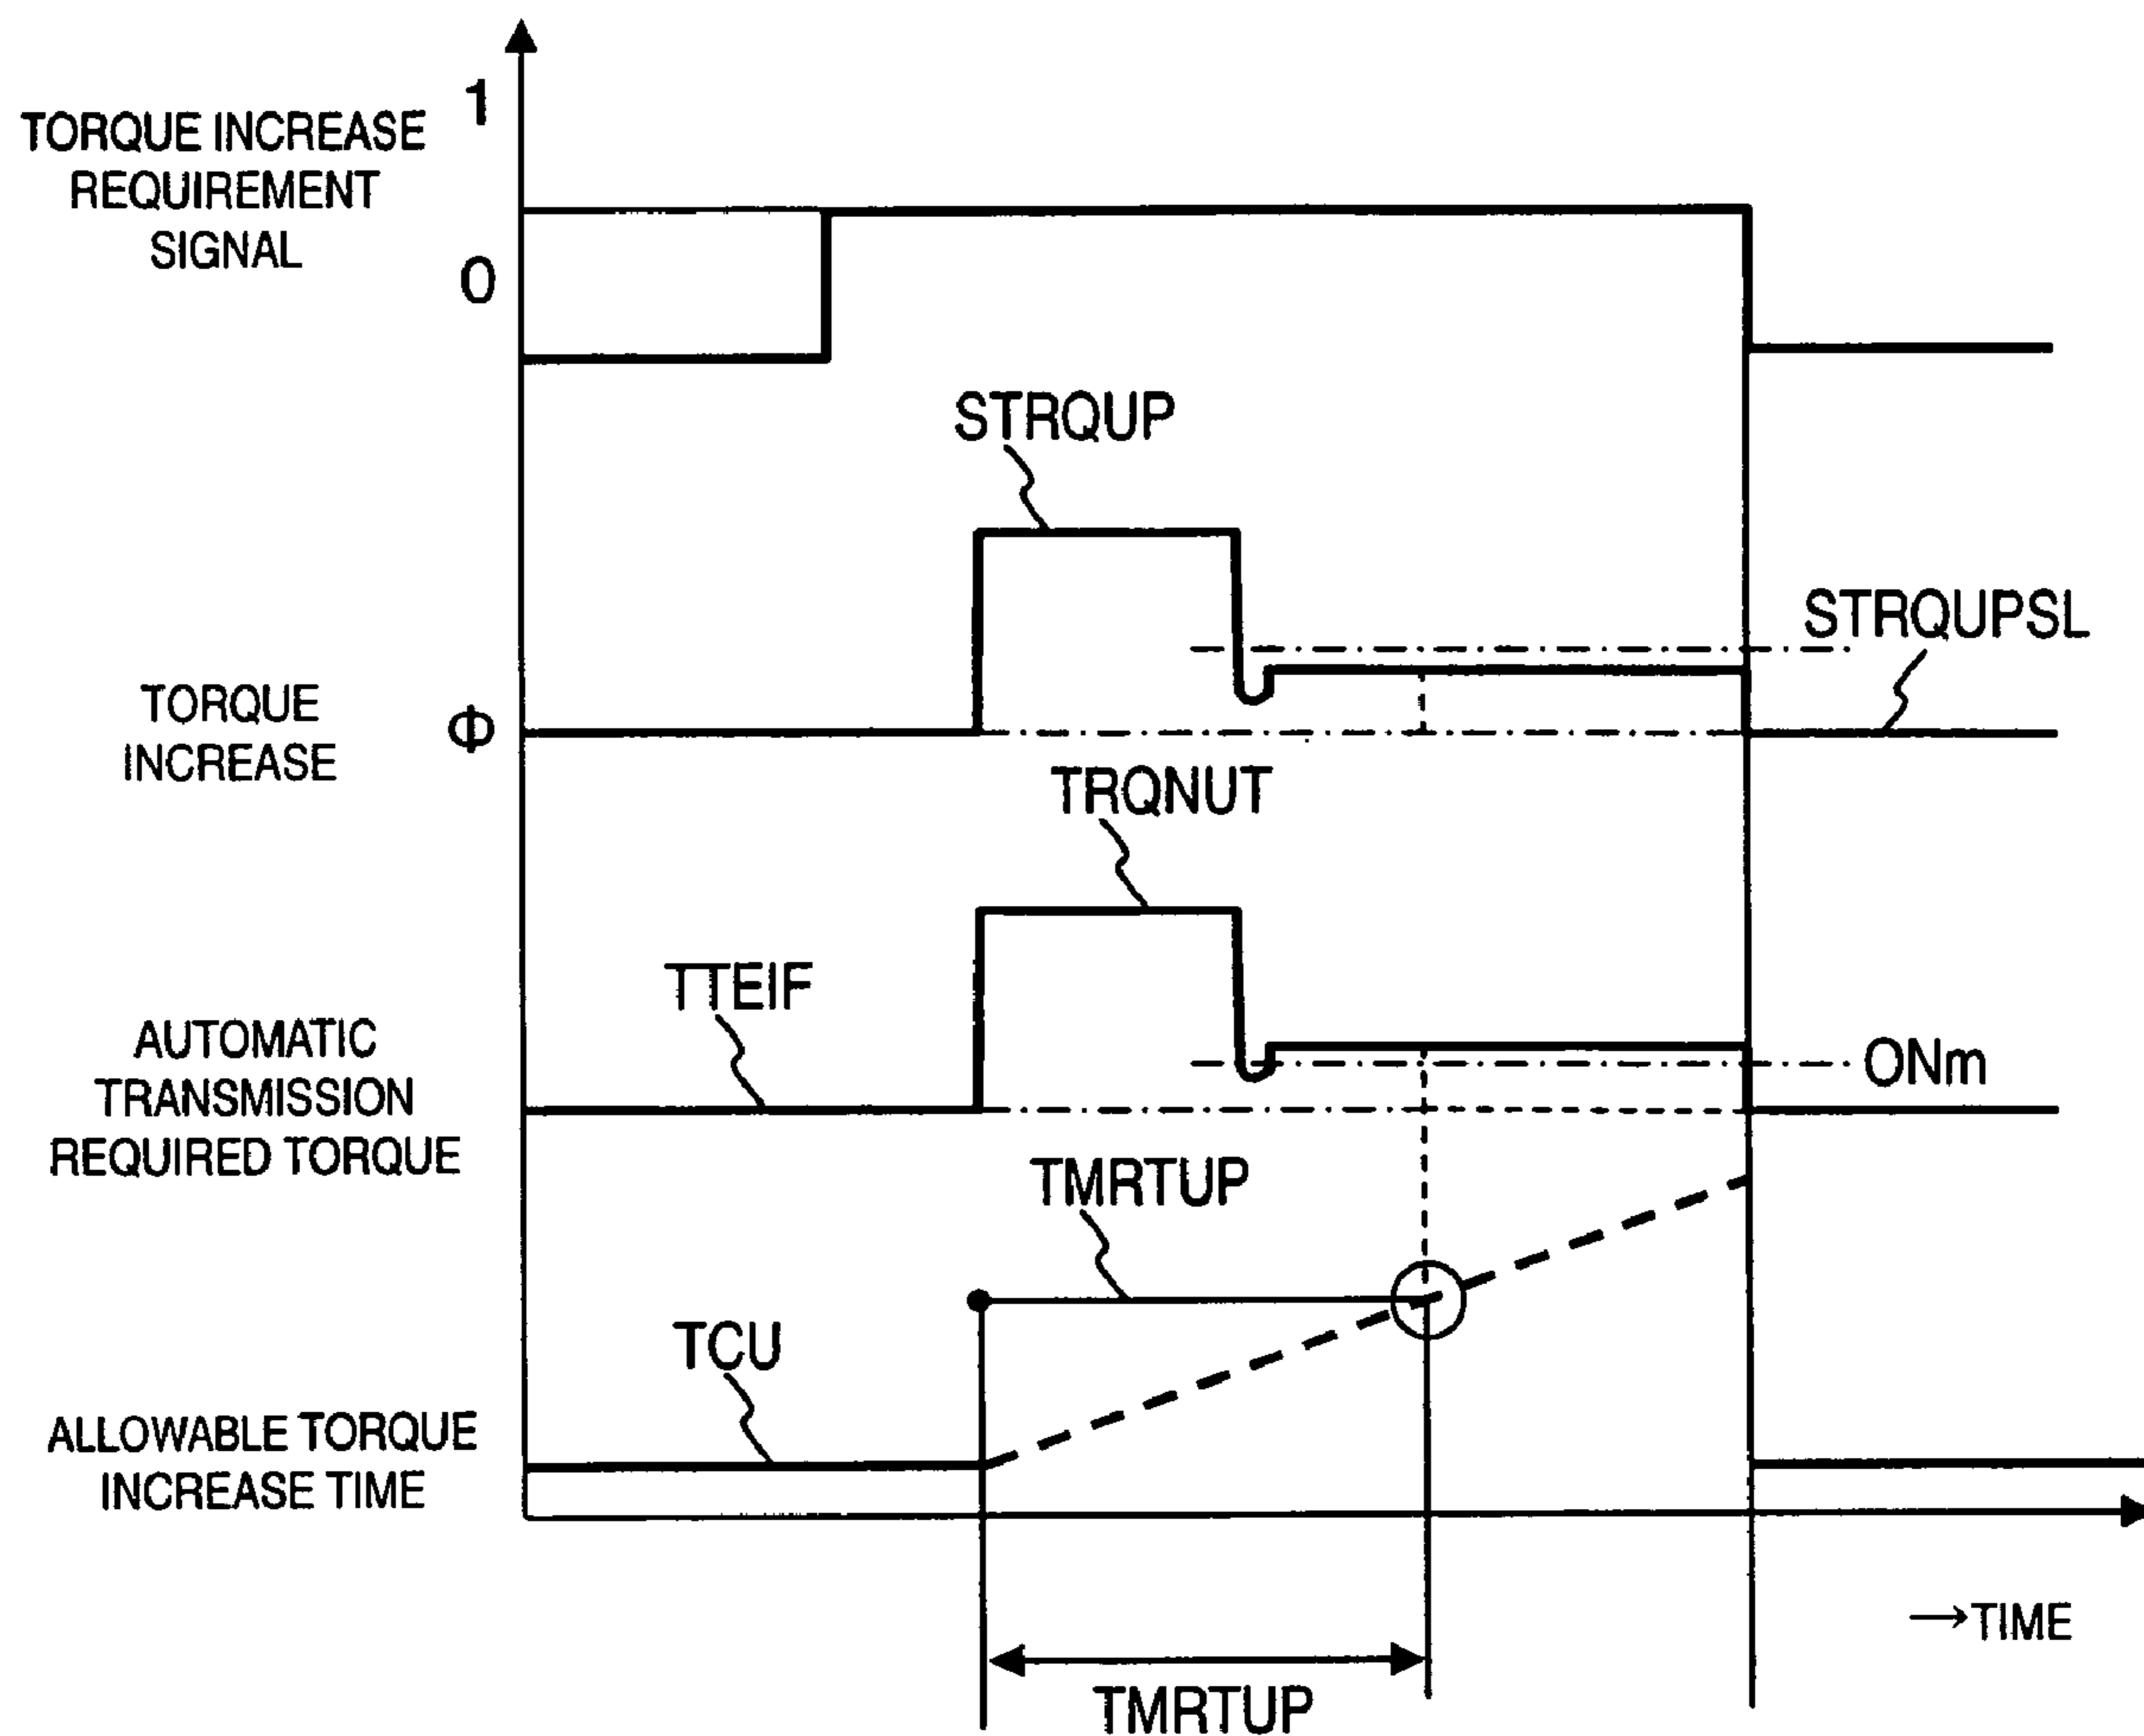 1
TORQUE INCREASE
REQUIREMENT
SIGNAL
0
STRQUP
STRQUPSL
TORQUE
INCREASE
Φ
TRQNUT
TTEIF
AUTOMATIC
TRANSMISSION
REQUIRED TORQUE
ONm
TMRTUP
TCU
ALLOWABLE TORQUE
INCREASE TIME
→TIME
TMRTUP